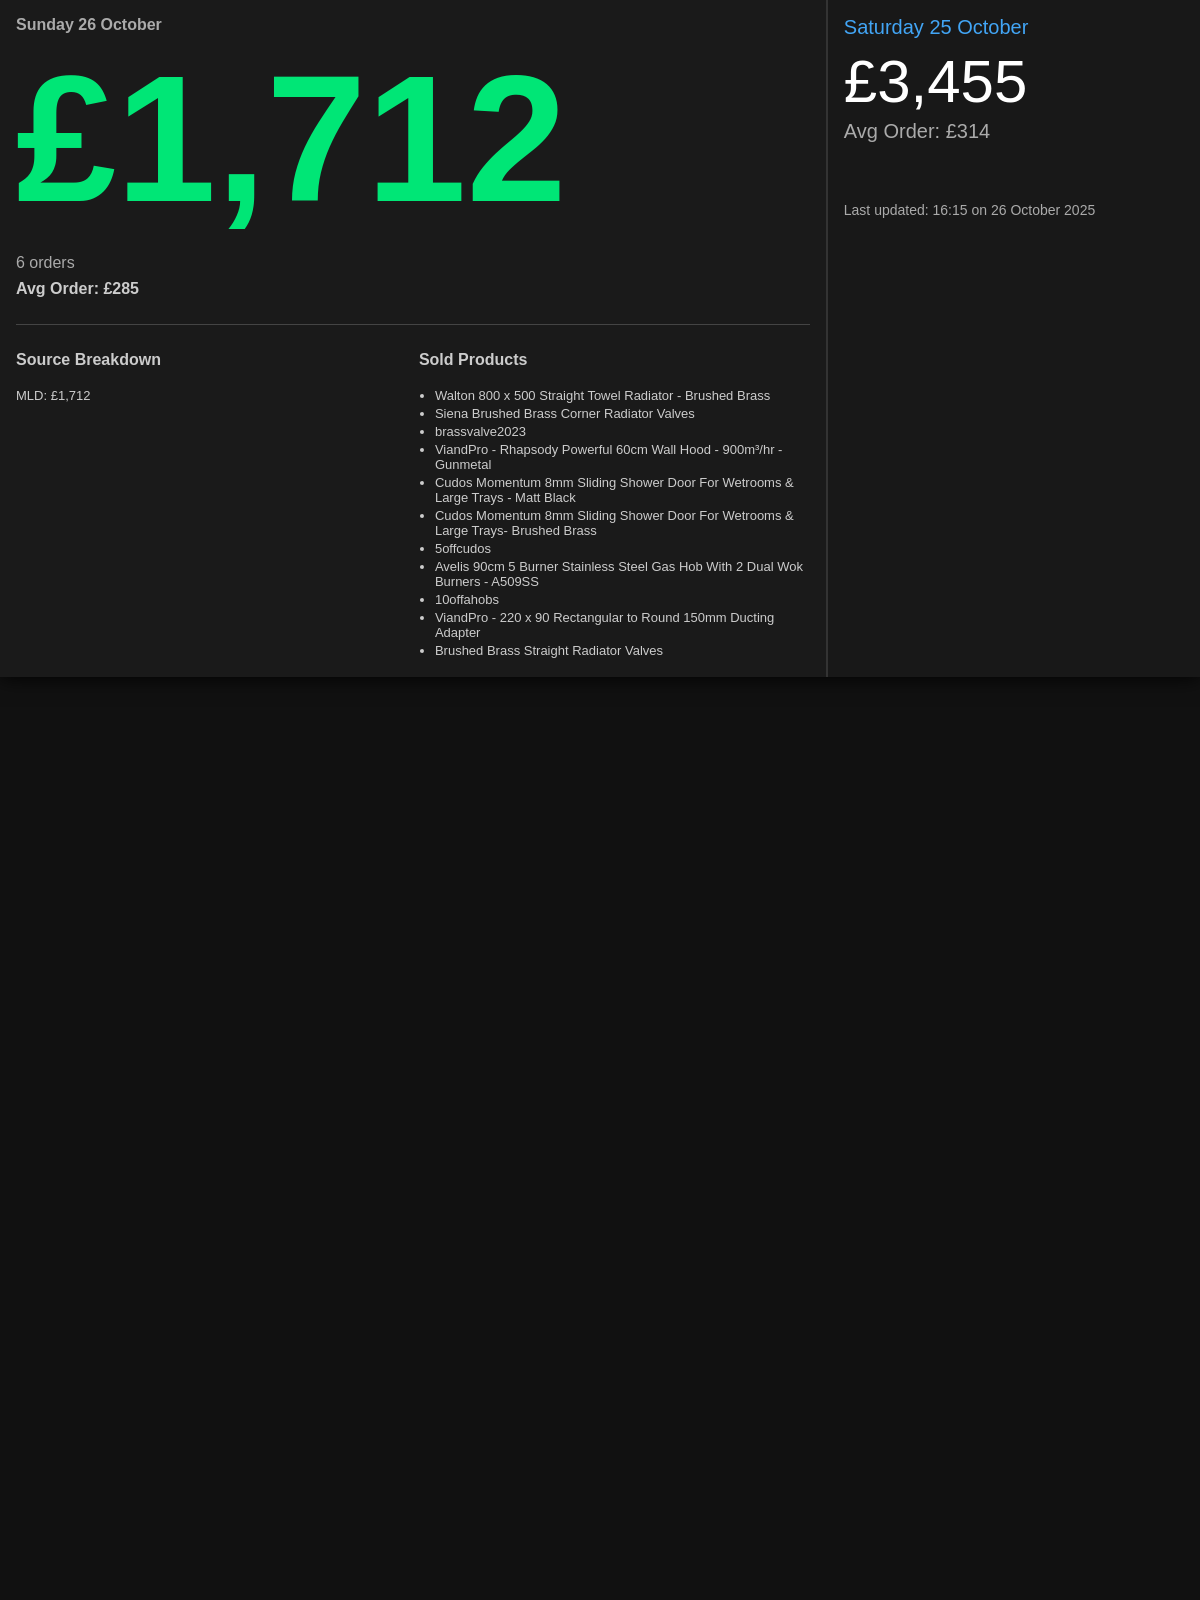 Sunday 26 October
£1,712
6 orders
Avg Order: £285
Source Breakdown
MLD: £1,712
Sold Products
• Walton 800 x 500 Straight Towel Radiator - Brushed Brass
• Siena Brushed Brass Corner Radiator Valves
• brassvalve2023
• ViandPro - Rhapsody Powerful 60cm Wall Hood - 900m³/hr -
Gunmetal
• Cudos Momentum 8mm Sliding Shower Door For Wetrooms &
Large Trays - Matt Black
• Cudos Momentum 8mm Sliding Shower Door For Wetrooms &
Large Trays- Brushed Brass
• 5offcudos
• Avelis 90cm 5 Burner Stainless Steel Gas Hob With 2 Dual Wok
Burners - A509SS
• 10offahobs
• ViandPro - 220 x 90 Rectangular to Round 150mm Ducting
Adapter
• Brushed Brass Straight Radiator Valves
Saturday 25 October
£3,455
Avg Order: £314
Last updated: 16:15 on 26 October 2025